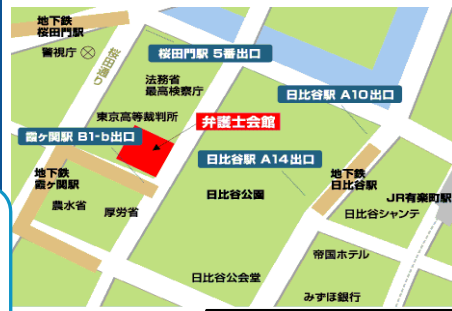 地下鉄
桜田門駅
警視庁
桜田通り
桜田門駅 5番出口
法務省
最高検察庁
日比谷駅 A10出口
東京高等裁判所
弁護士会館
霞ヶ関駅 B1-b出口
日比谷駅 A14出口
地下鉄
霞ヶ関駅
地下鉄
日比谷駅
農水省
厚労省
日比谷公園
JR有楽町駅
日比谷シャンテ
帝国ホテル
日比谷公会堂
みずほ銀行